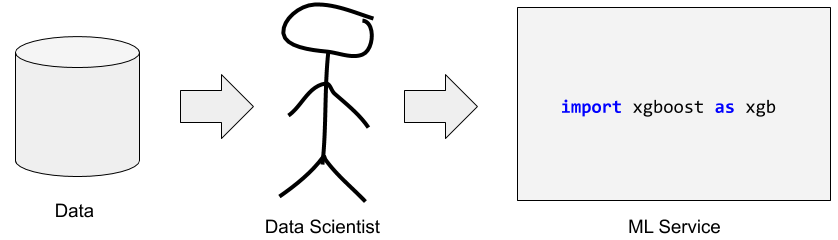 import xgboost as xgb
Data
Data Scientist
ML Service